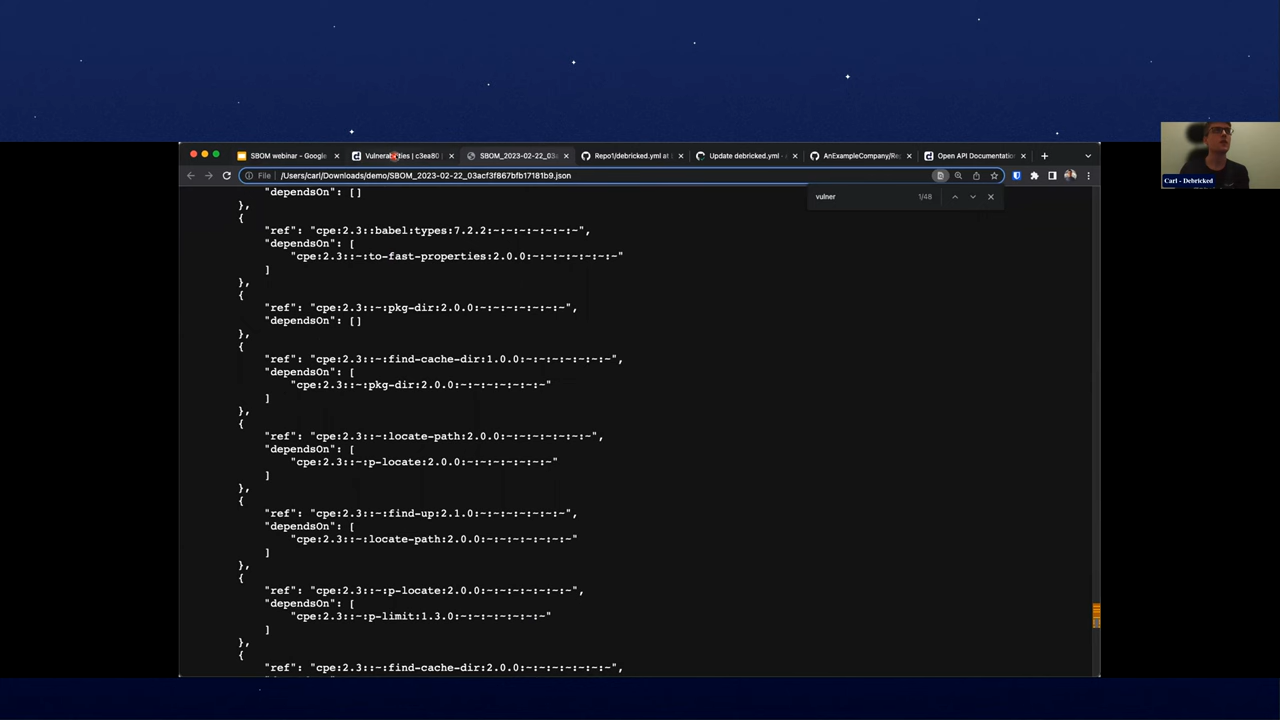 SBOM webinar - Google
Vulnerabilities | c3ea80
SBOM_2023-02-22_03a
Repo1/debricked.yml at
Update debricked.yml ·
AnExampleCompany/Re
Open API Documentatio
File
/Users/carl/Downloads/demo/SBOM_2023-02-22_03acf3f867bfb17181b9.json
vulner
1/48
Carl - Debricked
"dependsOn": []
},
{
"ref": "cpe:2.3::babel:types:7.2.2:~:~:~:~:~:~:~",
"dependsOn": [
"cpe:2.3::~:to-fast-properties:2.0.0:~:~:~:~:~:~:~"
]
},
{
"ref": "cpe:2.3::~:pkg-dir:2.0.0:~:~:~:~:~:~:~",
"dependsOn": []
},
{
"ref": "cpe:2.3::~:find-cache-dir:1.0.0:~:~:~:~:~:~:~",
"dependsOn": [
"cpe:2.3::~:pkg-dir:2.0.0:~:~:~:~:~:~:~"
]
},
{
"ref": "cpe:2.3::~:locate-path:2.0.0:~:~:~:~:~:~:~",
"dependsOn": [
"cpe:2.3::~:p-locate:2.0.0:~:~:~:~:~:~:~"
]
},
{
"ref": "cpe:2.3::~:find-up:2.1.0:~:~:~:~:~:~:~",
"dependsOn": [
"cpe:2.3::~:locate-path:2.0.0:~:~:~:~:~:~:~"
]
},
{
"ref": "cpe:2.3::~:p-locate:2.0.0:~:~:~:~:~:~:~",
"dependsOn": [
"cpe:2.3::~:p-limit:1.3.0:~:~:~:~:~:~:~"
]
},
{
"ref": "cpe:2.3::~:find-cache-dir:2.0.0:~:~:~:~:~:~:~",